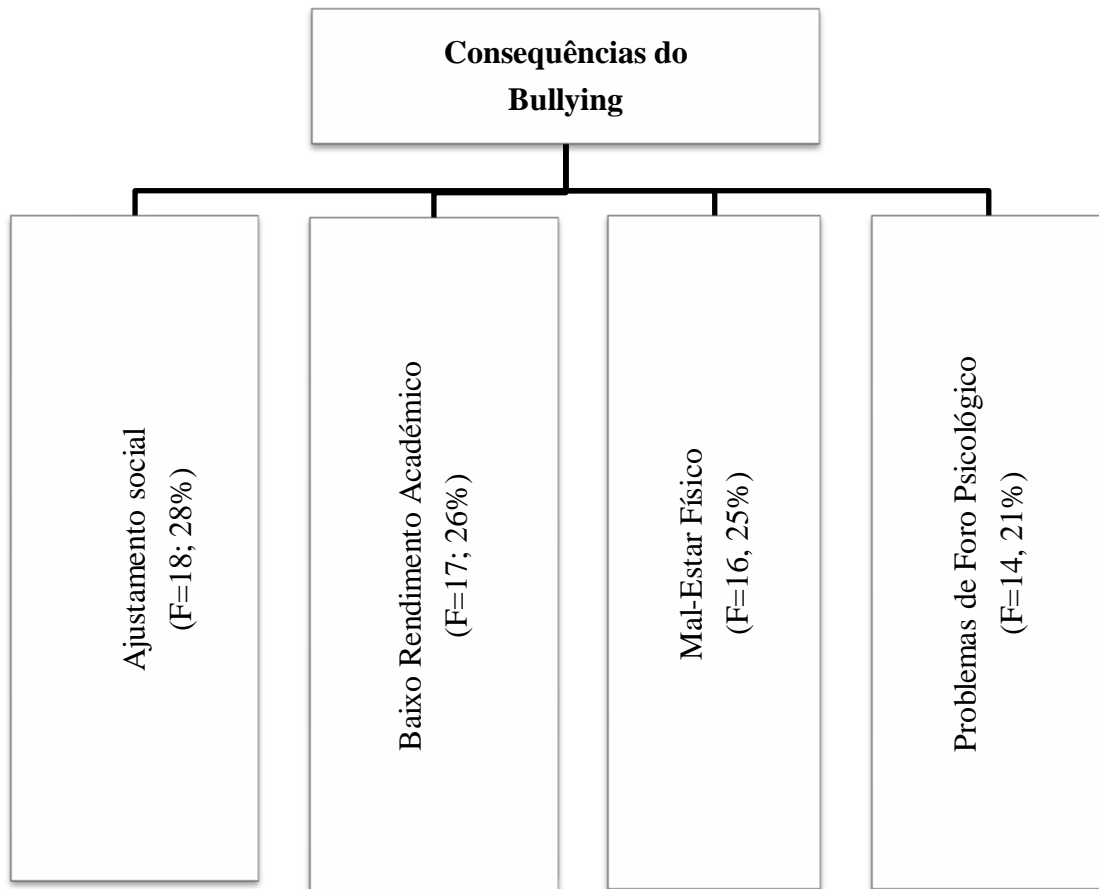 Consequências do
Bullying
Ajustamento social
(F=18; 28%)
Baixo Rendimento Académico
(F=17; 26%)
Mal-Estar Físico
(F=16, 25%)
Problemas de Foro Psicológico
(F=14, 21%)